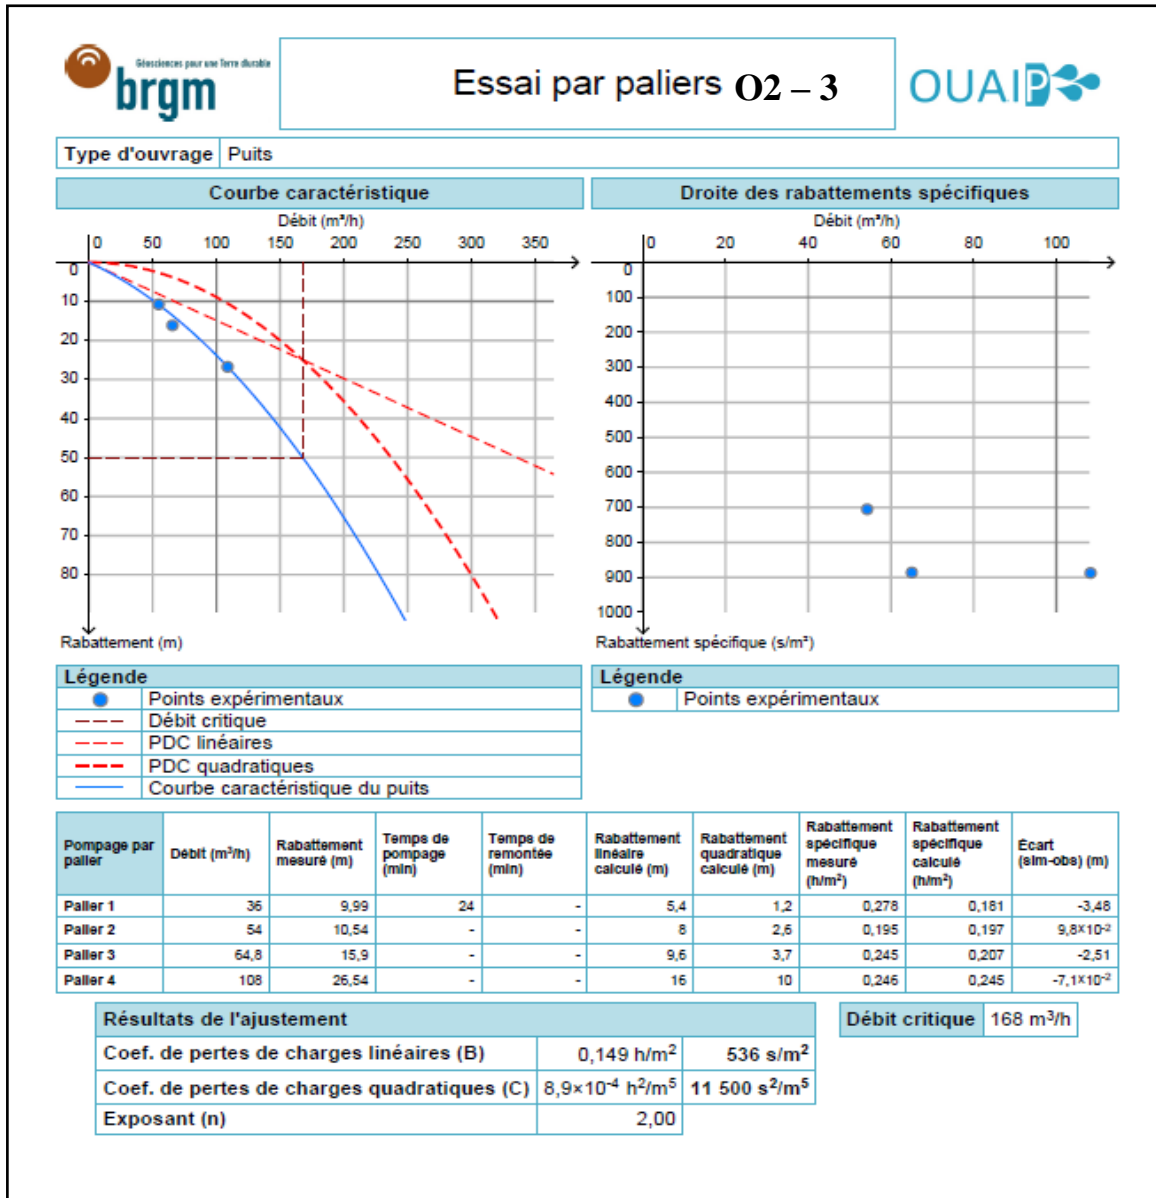 Géosciences pour une Terre durable
brgm
Essai par paliers O2 – 3
OUAIP
Type d'ouvrage Puits
Courbe caractéristique
Droite des rabattements spécifiques
Débit (m³/h)
0 50 100 150 200 250 300 350
0
10
20
30
40
50
60
70
80
Rabattement (m)
Débit (m³/h)
0 20 40 60 80 100
0
100
200
300
400
500
600
700
800
900
1000
Rabattement spécifique (s/m²)
Légende
Points expérimentaux
Débit critique
PDC linéaires
PDC quadratiques
Courbe caractéristique du puits
Légende
Points expérimentaux
Pompage par palier Débit (m³/h) Rabattement mesuré (m) Temps de pompage (min) Temps de remontée (min) Rabattement linéaire calculé (m) Rabattement quadratique calculé (m) Rabattement spécifique mesuré (h/m²) Rabattement spécifique calculé (h/m²) Écart (sim-obs) (m)
Palier 1 36 9,99 24 - 5,4 1,2 0,278 0,181 -3,48
Palier 2 54 10,54 - - 8 2,6 0,195 0,197 9,8×10⁻²
Palier 3 64,8 15,9 - - 9,6 3,7 0,245 0,207 -2,51
Palier 4 108 26,54 - - 16 10 0,246 0,245 -7,1×10⁻²
Résultats de l'ajustement
Coef. de pertes de charges linéaires (B) 0,149 h/m² 536 s/m²
Coef. de pertes de charges quadratiques (C) 8,9×10⁻⁴ h²/m⁵ 11 500 s²/m⁵
Exposant (n) 2,00
Débit critique 168 m³/h